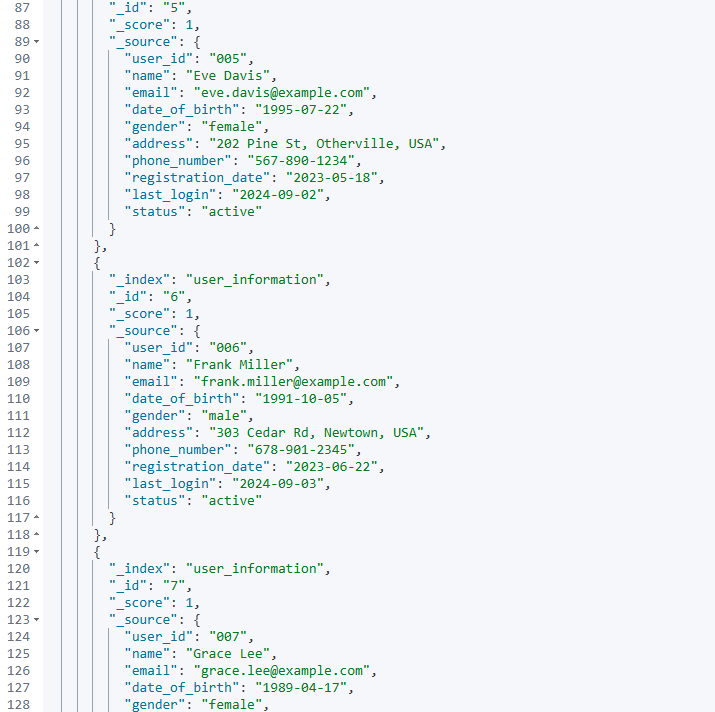 87 "_id": "5",
88 "_score": 1,
89 "_source": {
90 "user_id": "005",
91 "name": "Eve Davis",
92 "email": "eve.davis@example.com",
93 "date_of_birth": "1995-07-22",
94 "gender": "female",
95 "address": "202 Pine St, Otherville, USA",
96 "phone_number": "567-890-1234",
97 "registration_date": "2023-05-18",
98 "last_login": "2024-09-02",
99 "status": "active"
100 }
101 },
102 {
103 "_index": "user_information",
104 "_id": "6",
105 "_score": 1,
106 "_source": {
107 "user_id": "006",
108 "name": "Frank Miller",
109 "email": "frank.miller@example.com",
110 "date_of_birth": "1991-10-05",
111 "gender": "male",
112 "address": "303 Cedar Rd, Newtown, USA",
113 "phone_number": "678-901-2345",
114 "registration_date": "2023-06-22",
115 "last_login": "2024-09-03",
116 "status": "active"
117 }
118 },
119 {
120 "_index": "user_information",
121 "_id": "7",
122 "_score": 1,
123 "_source": {
124 "user_id": "007",
125 "name": "Grace Lee",
126 "email": "grace.lee@example.com",
127 "date_of_birth": "1989-04-17",
128 "gender": "female",